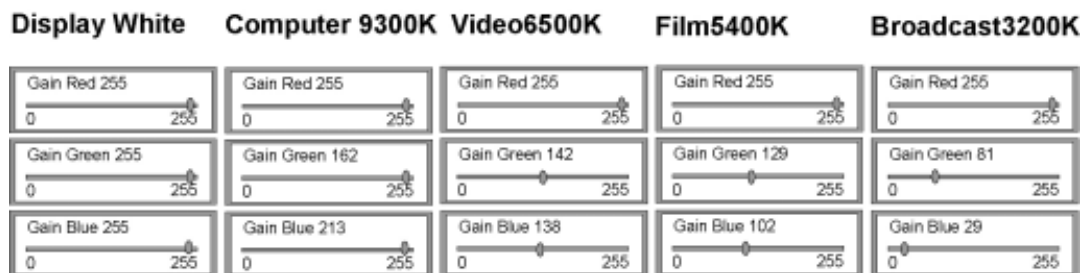 Display White Computer 9300K Video6500K Film5400K Broadcast3200K
Gain Red 255 Gain Red 255 Gain Red 255 Gain Red 255 Gain Red 255
0 255 0 255 0 255 0 255 0 255
Gain Green 255 Gain Green 162 Gain Green 142 Gain Green 129 Gain Green 81
0 255 0 255 0 255 0 255 0 255
Gain Blue 255 Gain Blue 213 Gain Blue 138 Gain Blue 102 Gain Blue 29
0 255 0 255 0 255 0 255 0 255